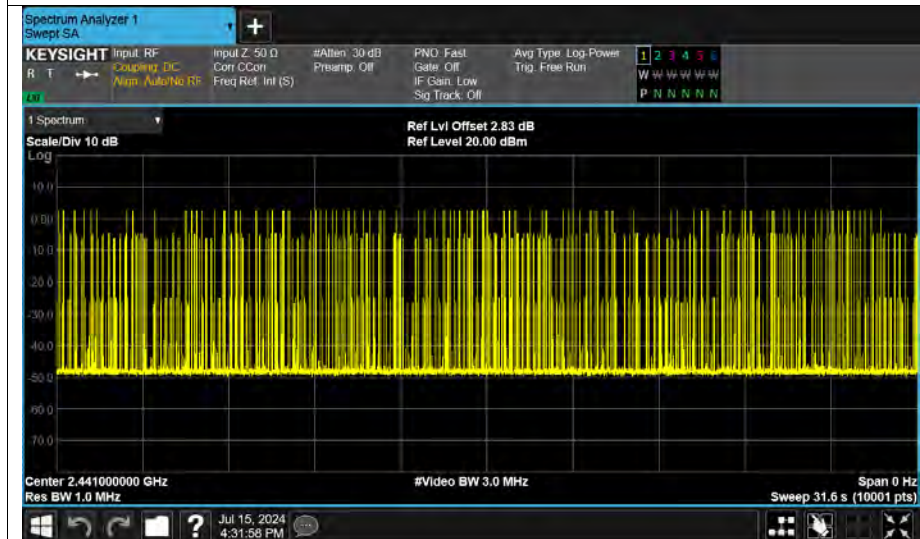 Spectrum Analyzer 1
Swept SA
+
KEYSIGHT Input: RF Input Z: 50 Ω #Atten: 30 dB PNO: Fast Avg Type: Log-Power 1 2 3 4 5 6
R T Coupling: DC Corr CCorr Preamp: Off Gate: Off Trig: Free Run W W W W W W
Align: Auto/No RF Freq Ref: Int (S) IF Gain: Low
LXI Sig Track: Off P N N N N N
1 Spectrum
Ref Lvl Offset 2.83 dB
Scale/Div 10 dB Ref Level 20.00 dBm
Log
10.0
0.00
-10.0
-20.0
-30.0
-40.0
-50.0
-60.0
-70.0
Center 2.441000000 GHz #Video BW 3.0 MHz Span 0 Hz
Res BW 1.0 MHz Sweep 31.6 s (10001 pts)
? Jul 15, 2024
4:31:58 PM